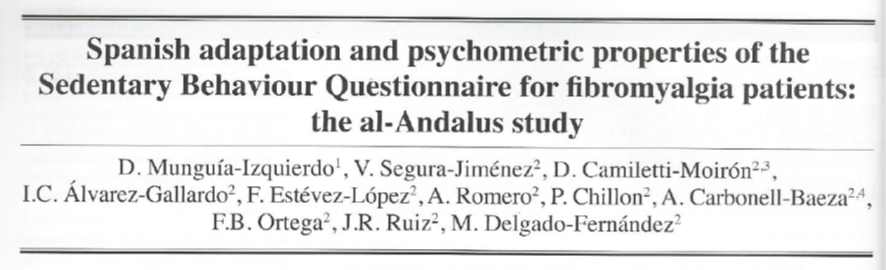 Spanish adaptation and psychometric properties of the
Sedentary Behaviour Questionnaire for fibromyalgia patients:
the al-Andalus study
D. Munguía-Izquierdo¹, V. Segura-Jiménez², D. Camiletti-Moirón²,³,
I.C. Álvarez-Gallardo², F. Estévez-López², A. Romero², P. Chillon², A. Carbonell-Baeza²,⁴,
F.B. Ortega², J.R. Ruiz², M. Delgado-Fernández²